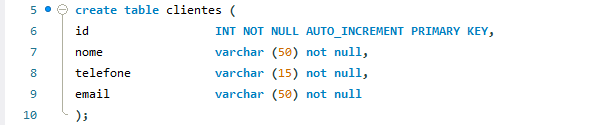 5 create table clientes (
6 id INT NOT NULL AUTO_INCREMENT PRIMARY KEY,
7 nome varchar (50) not null,
8 telefone varchar (15) not null,
9 email varchar (50) not null
10 );